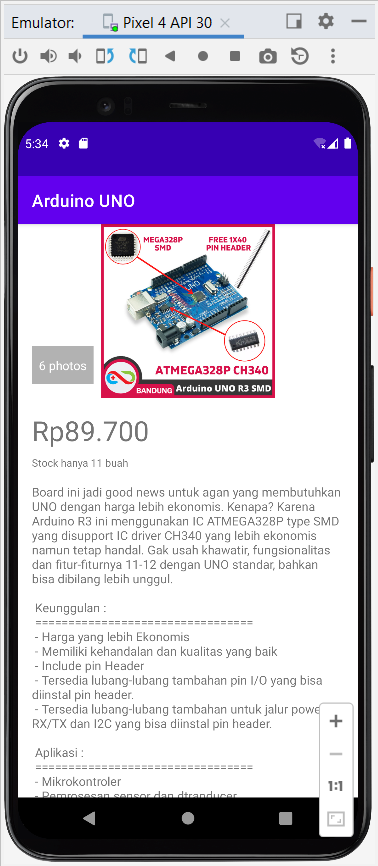 Emulator: Pixel 4 API 30
5:34
Arduino UNO
MEGA328P
SMD
FREE 1X40
PIN HEADER
6 photos
ATMEGA328P CH340
BANDUNG Arduino UNO R3 SMD
Rp89.700
Stock hanya 11 buah
Board ini jadi good news untuk agan yang membutuhkan
UNO dengan harga lebih ekonomis. Kenapa? Karena
Arduino R3 ini menggunakan IC ATMEGA328P type SMD
yang disupport IC driver CH340 yang lebih ekonomis
namun tetap handal. Gak usah khawatir, fungsionalitas
dan fitur-fiturnya 11-12 dengan UNO standar, bahkan
bisa dibilang lebih unggul.
Keunggulan :
=================================
- Harga yang lebih Ekonomis
- Memiliki kehandalan dan kualitas yang baik
- Include pin Header
- Tersedia lubang-lubang tambahan pin I/O yang bisa
diinstal pin header.
- Tersedia lubang-lubang tambahan untuk jalur powe
RX/TX dan I2C yang bisa diinstal pin header.
Aplikasi :
=================================
- Mikrokontroler
- Pemrosesan sensor dan dtranducer
1:1